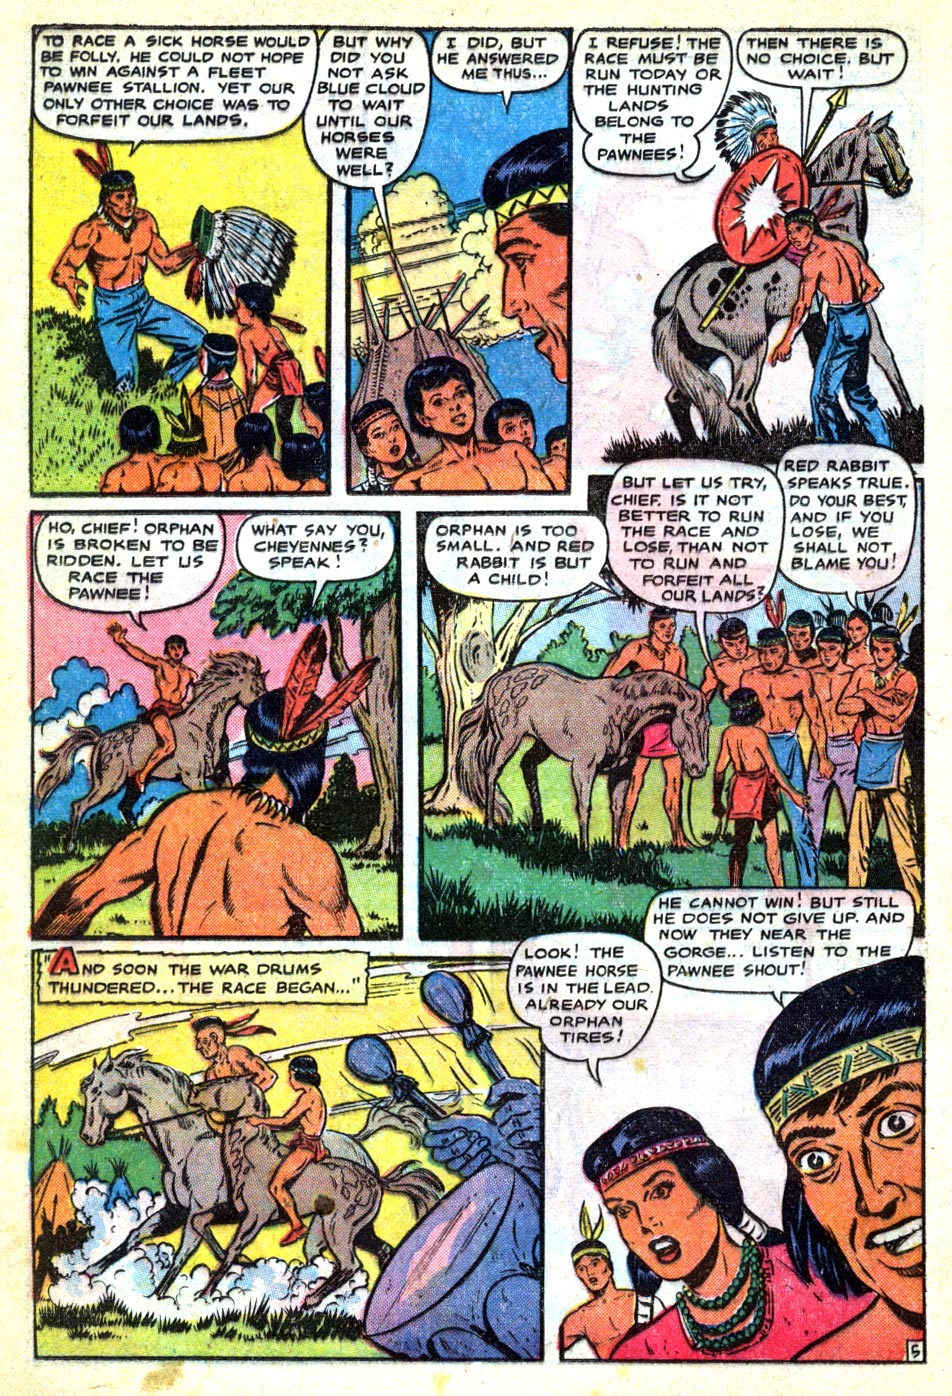 TO RACE A SICK HORSE WOULD
BE FOLLY. HE COULD NOT HOPE
TO WIN AGAINST A FLEET
PAWNEE STALLION. YET OUR
ONLY OTHER CHOICE WAS TO
FORFEIT OUR LANDS.
BUT WHY
DID YOU
NOT ASK
BLUE CLOUD
TO WAIT
UNTIL OUR
HORSES
WERE
WELL?
I DID, BUT
HE ANSWERED
ME THUS...
I REFUSE! THE
RACE MUST BE
RUN TODAY OR
THE HUNTING
LANDS
BELONG TO
THE
PAWNEES!
THEN THERE IS
NO CHOICE. BUT
WAIT!
HO, CHIEF! ORPHAN
IS BROKEN TO BE
RIDDEN. LET US
RACE THE
PAWNEE!
WHAT SAY YOU,
CHEYENNES?
SPEAK!
ORPHAN IS TOO
SMALL. AND RED
RABBIT IS BUT
A CHILD!
BUT LET US TRY,
CHIEF. IS IT NOT
BETTER TO RUN
THE RACE AND
LOSE, THAN NOT
TO RUN AND
FORFEIT ALL
OUR LANDS?
RED RABBIT
SPEAKS TRUE.
DO YOUR BEST,
AND IF YOU
LOSE, WE
SHALL NOT
BLAME YOU!
"AND SOON THE WAR DRUMS
THUNDERED... THE RACE BEGAN..."
LOOK! THE
PAWNEE HORSE
IS IN THE LEAD.
ALREADY OUR
ORPHAN
TIRES!
HE CANNOT WIN! BUT STILL
HE DOES NOT GIVE UP. AND
NOW THEY NEAR THE
GORGE... LISTEN TO THE
PAWNEE SHOUT!
5